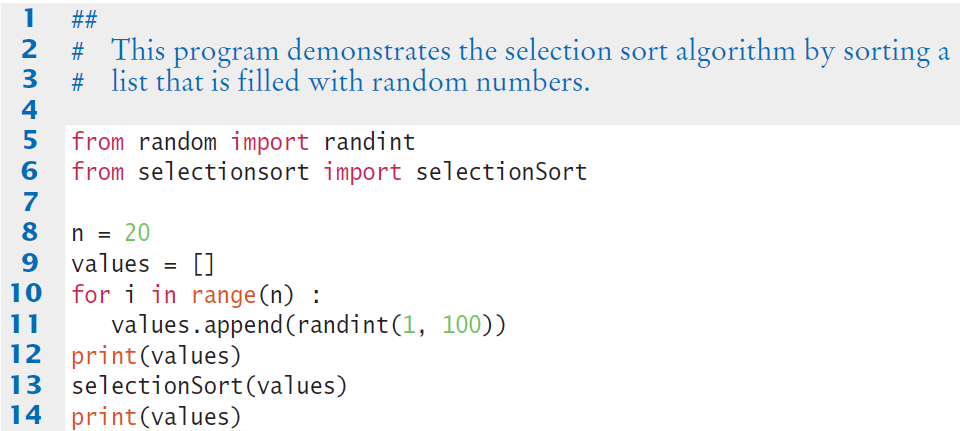 1 ##
2 # This program demonstrates the selection sort algorithm by sorting a
3 # list that is filled with random numbers.
4
5 from random import randint
6 from selectionsort import selectionSort
7
8 n = 20
9 values = []
10 for i in range(n) :
11    values.append(randint(1, 100))
12 print(values)
13 selectionSort(values)
14 print(values)